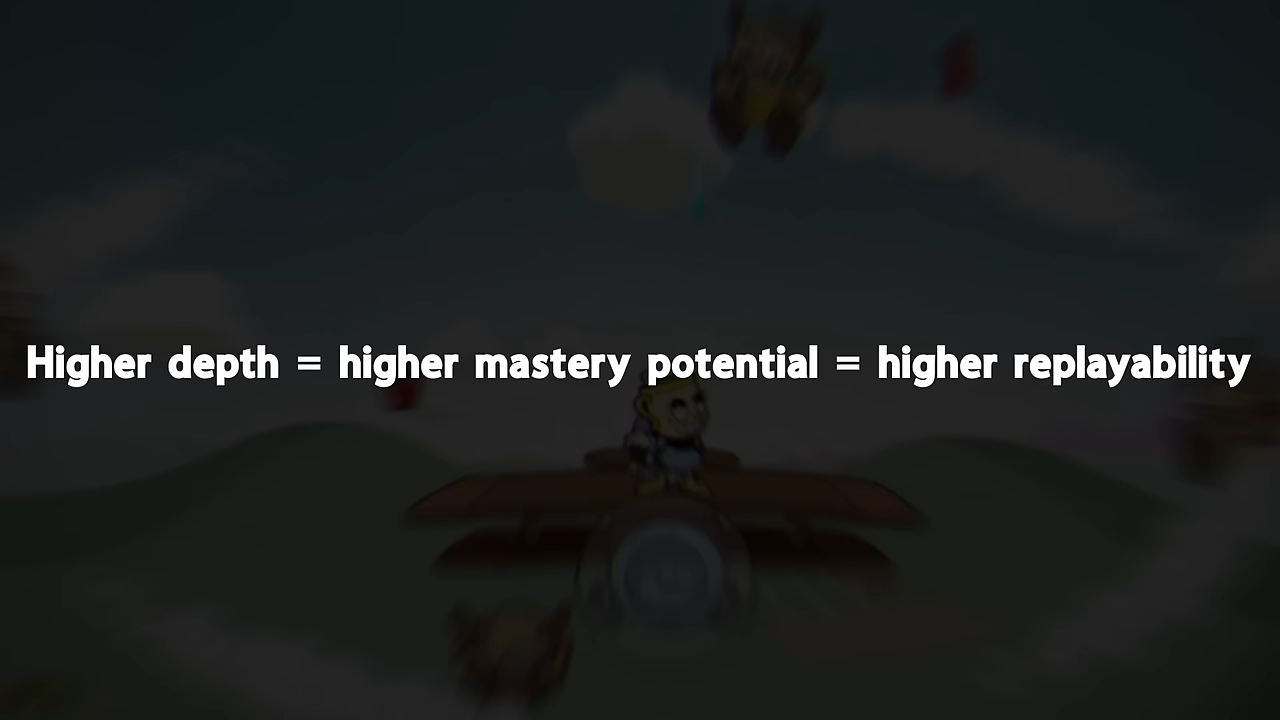 Higher depth = higher mastery potential = higher replayability